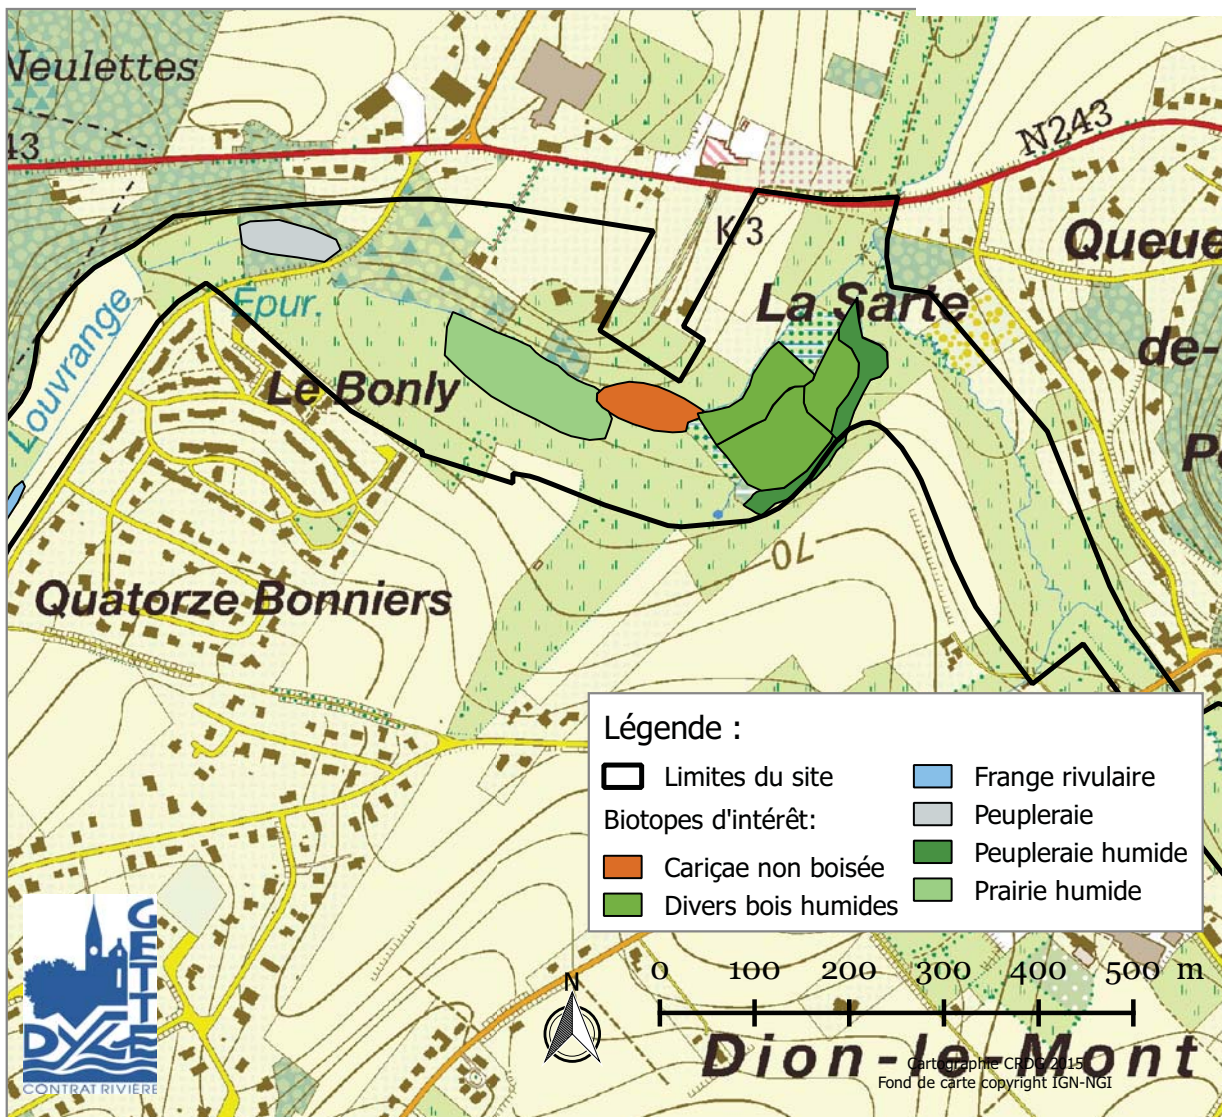 Neulettes
43
N243
K 3
Queue
La Sarte
de-
Louvrange
Epur.
Le Bonly
70
Quatorze Bonniers
Légende :
Limites du site
Biotopes d'intérêt:
Cariçae non boisée
Divers bois humides
Frange rivulaire
Peupleraie
Peupleraie humide
Prairie humide
GETTE
DYLE
CONTRAT RIVIÈRE
N
0 100 200 300 400 500 m
Dion-le-Mont
Cartographie CRDG 2015
Fond de carte copyright IGN-NGI